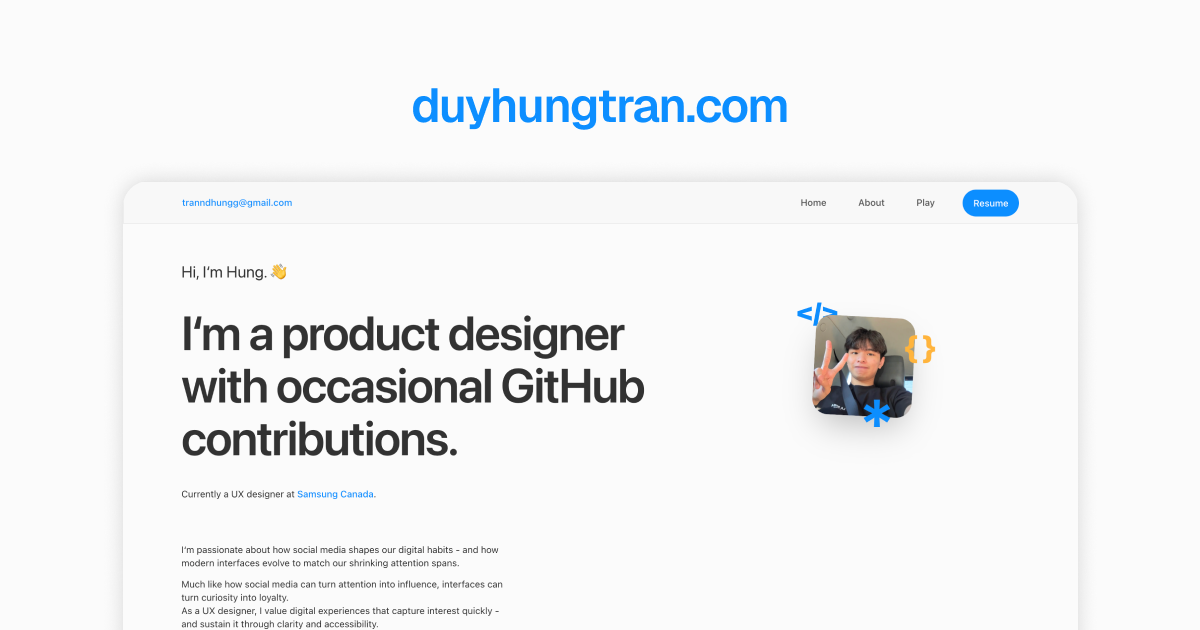 duyhungtran.com
tranndhungg@gmail.com
Home
About
Play
Resume
Hi, I’m Hung. 👋
I‘m a product designer
with occasional GitHub
contributions.
</>
{ }
*
Currently a UX designer at Samsung Canada.
I’m passionate about how social media shapes our digital habits - and how
modern interfaces evolve to match our shrinking attention spans.
Much like how social media can turn attention into influence, interfaces can
turn curiosity into loyalty.
As a UX designer, I value digital experiences that capture interest quickly -
and sustain it through clarity and accessibility.